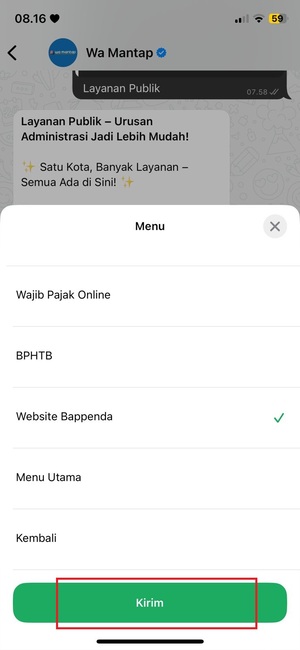 08.16
59
Wa Mantap
Layanan Publik
07.58
Layanan Publik – Urusan
Administrasi Jadi Lebih Mudah!
✨ Satu Kota, Banyak Layanan –
Semua Ada di Sini! ✨
Menu
Wajib Pajak Online
BPHTB
Website Bappenda
Menu Utama
Kembali
Kirim